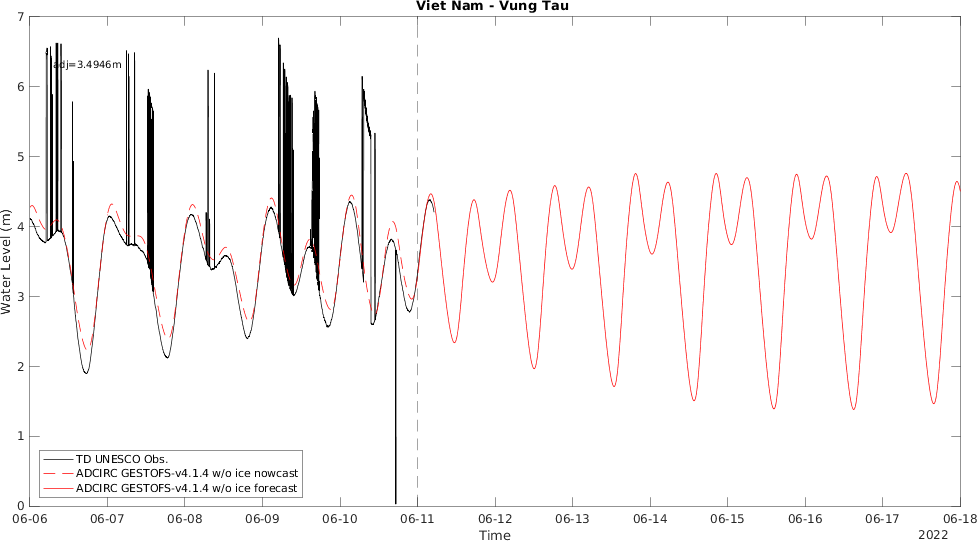 Viet Nam - Vung Tau
7
6
5
4
3
2
1
0
Water Level (m)
adj=3.4946m
TD UNESCO Obs.
ADCIRC GESTOFS-v4.1.4 w/o ice nowcast
ADCIRC GESTOFS-v4.1.4 w/o ice forecast
06-06 06-07 06-08 06-09 06-10 06-11 06-12 06-13 06-14 06-15 06-16 06-17 06-18
Time
2022